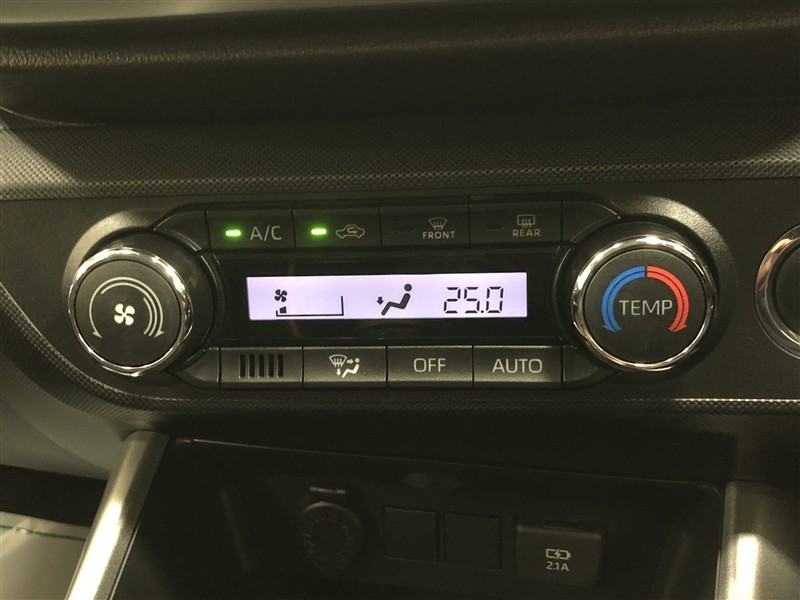 A/C
FRONT
REAR
25.0
TEMP
OFF
AUTO
2.1A